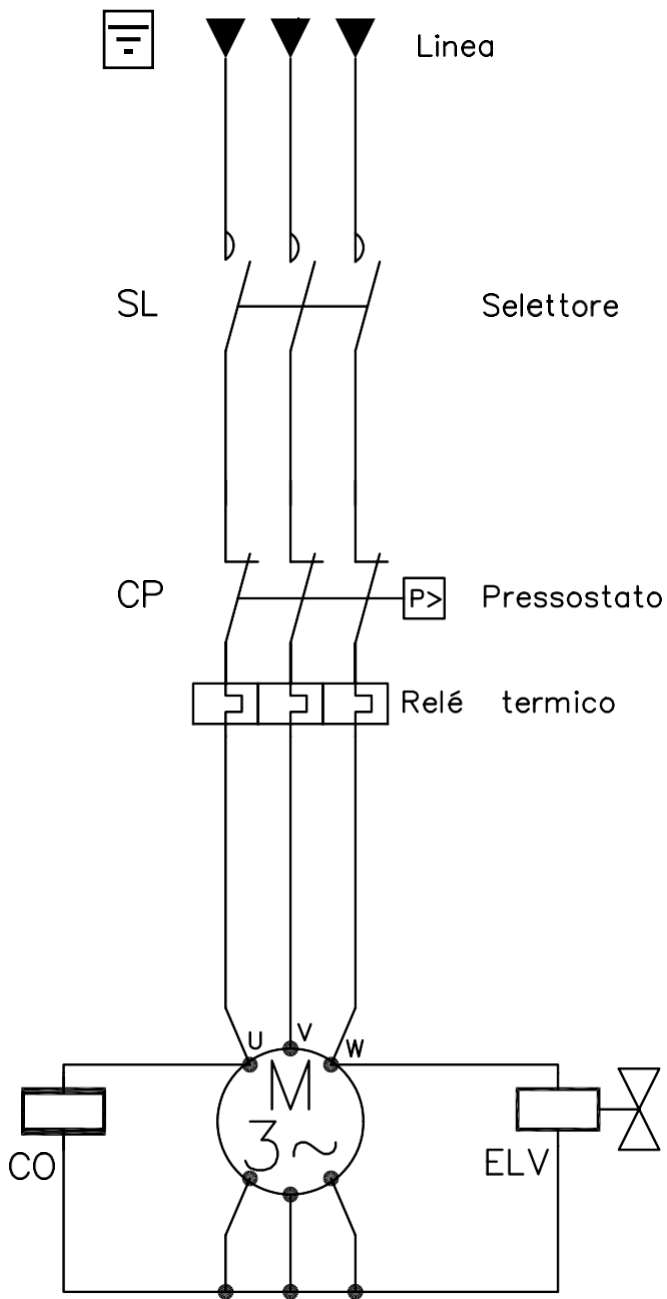 Linea
SL Selettore
CP P> Pressostato
Relé termico
U V W
M
3~
CO ELV